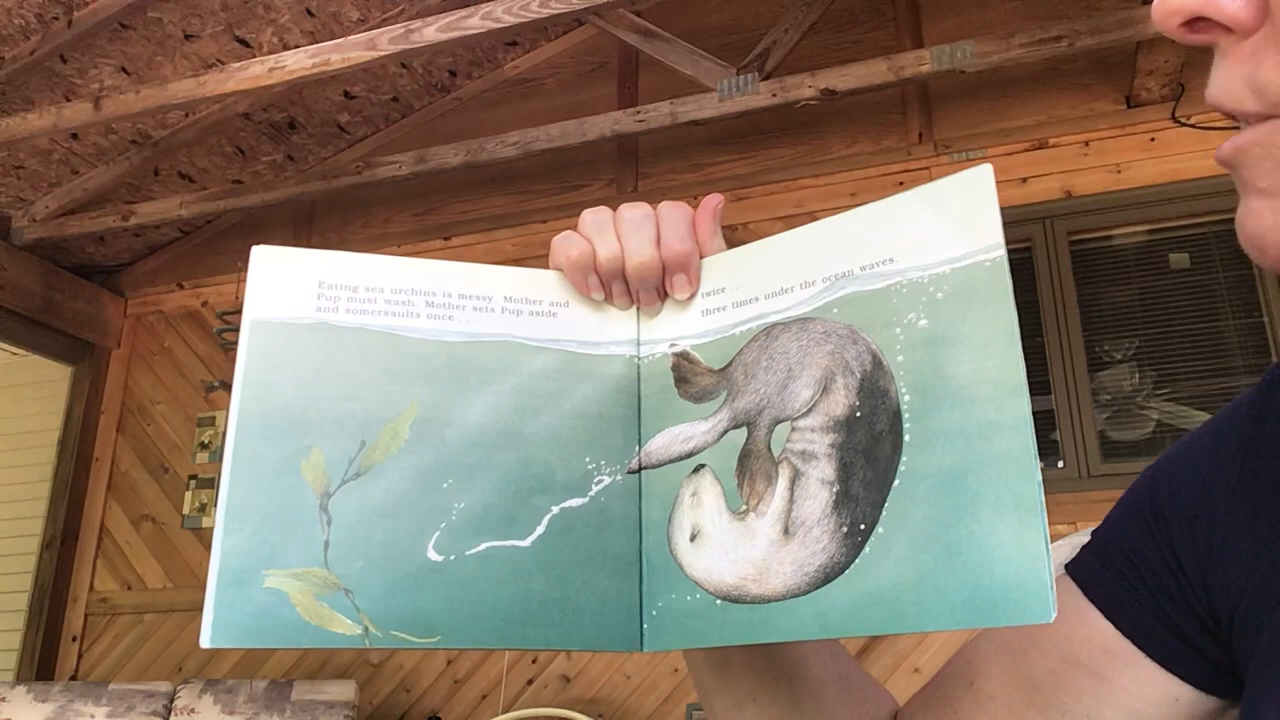 Eating sea urchins is messy. Mother and
Pup must wash. Mother sets Pup aside
and somersaults once . . .
twice . . .
three times under the ocean waves.